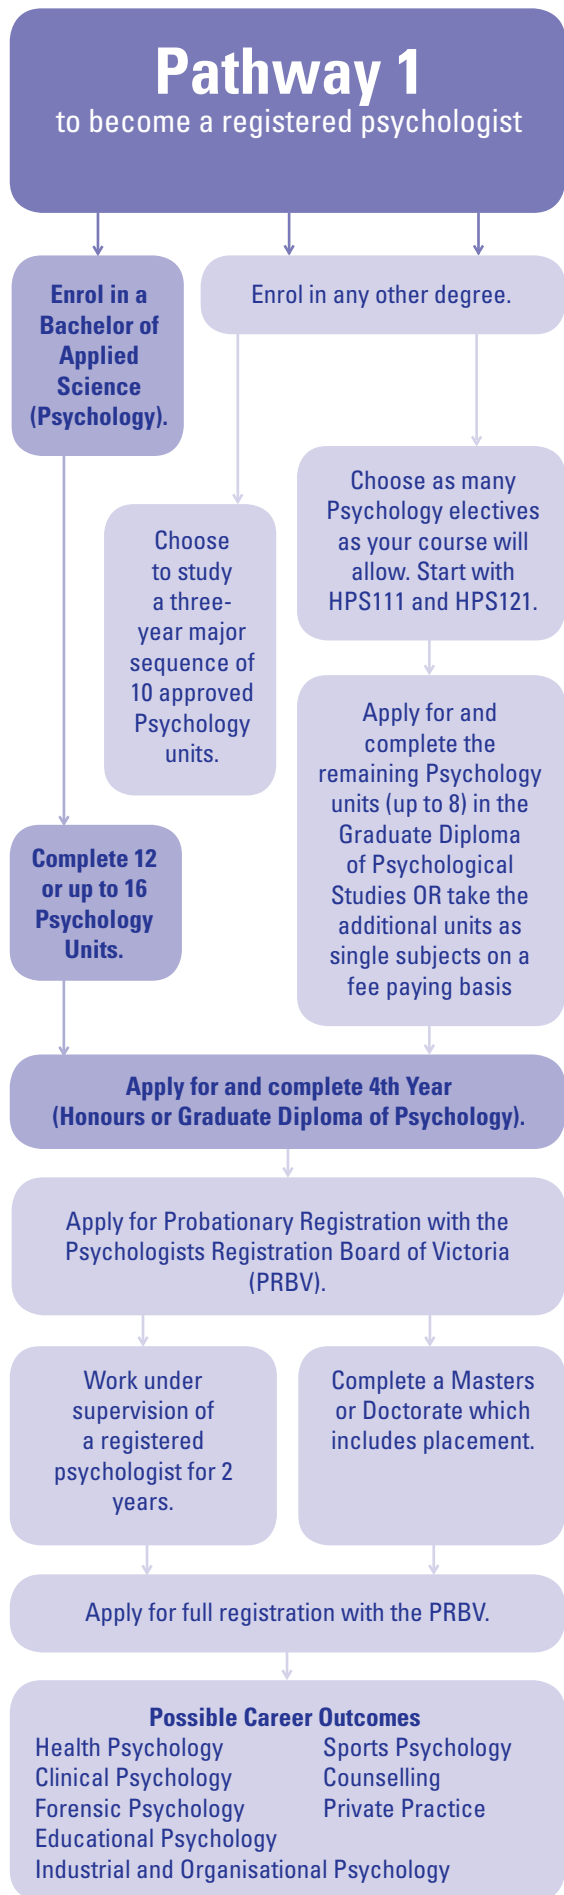 Pathway 1
to become a registered psychologist
Enrol in a
Bachelor of
Applied
Science
(Psychology).
Enrol in any other degree.
Choose
to study
a three-
year major
sequence of
10 approved
Psychology
units.
Choose as many
Psychology electives
as your course will
allow. Start with
HPS111 and HPS121.
Apply for and
complete the
remaining Psychology
units (up to 8) in the
Graduate Diploma
of Psychological
Studies OR take the
additional units as
single subjects on a
fee paying basis
Complete 12
or up to 16
Psychology
Units.
Apply for and complete 4th Year
(Honours or Graduate Diploma of Psychology).
Apply for Probationary Registration with the
Psychologists Registration Board of Victoria
(PRBV).
Work under
supervision of
a registered
psychologist for 2
years.
Complete a Masters
or Doctorate which
includes placement.
Apply for full registration with the PRBV.
Possible Career Outcomes
Health Psychology
Clinical Psychology
Forensic Psychology
Educational Psychology
Industrial and Organisational Psychology
Sports Psychology
Counselling
Private Practice